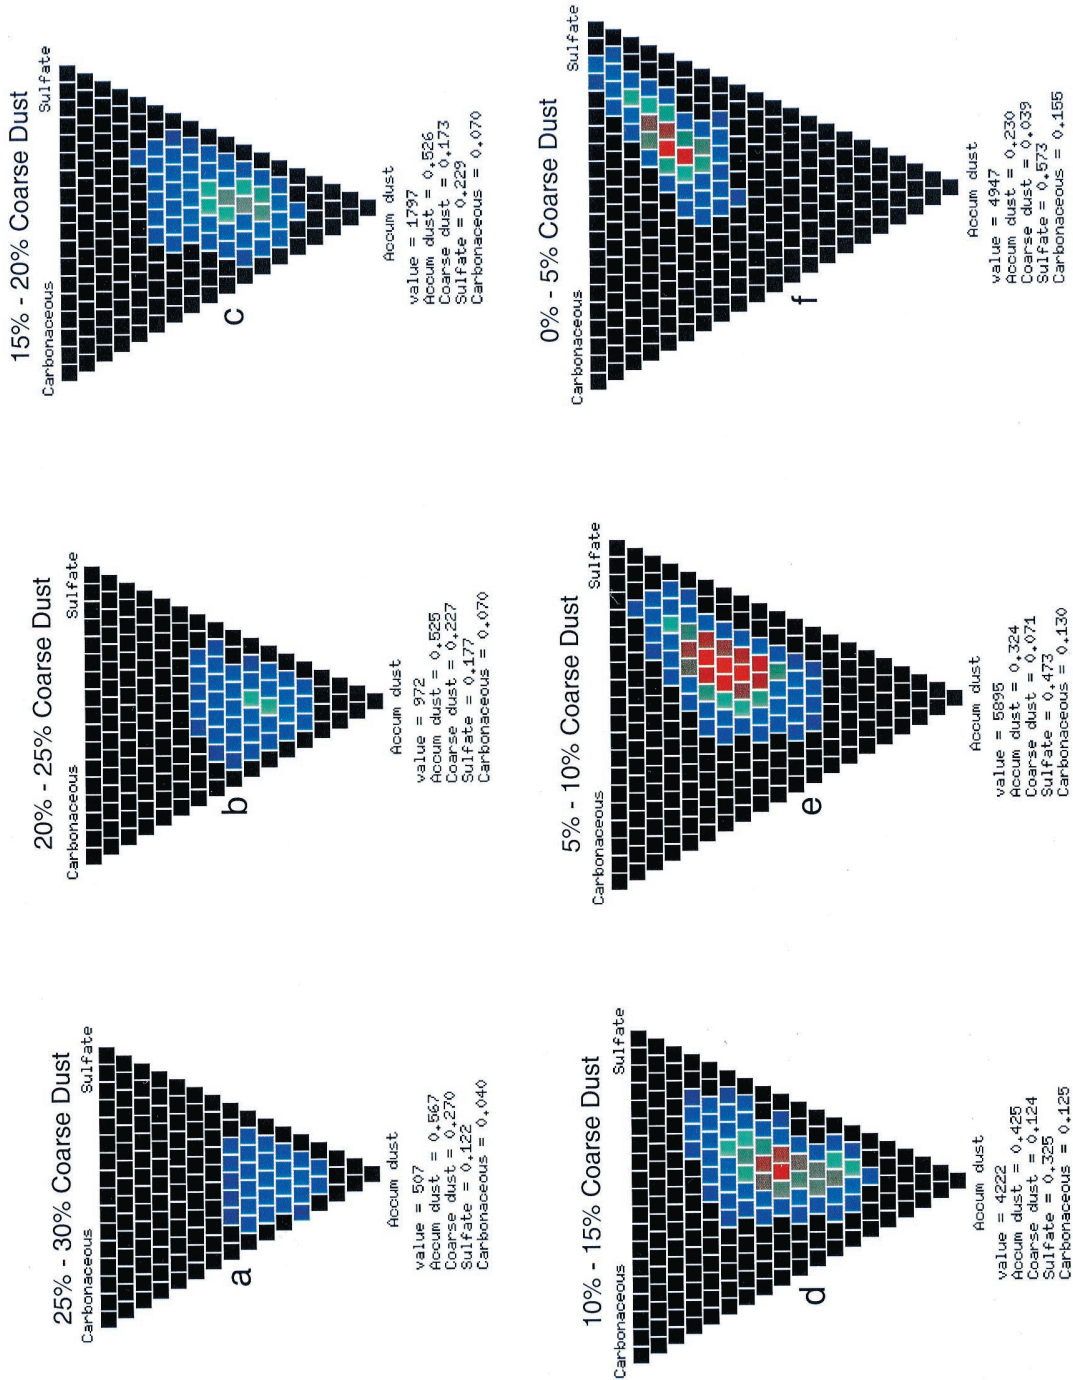 25% - 30% Coarse Dust
Carbonaceous Sulfate
a
Accum dust
value = 507
Accum dust = 0.567
Coarse dust = 0.270
Sulfate = 0.122
Carbonaceous = 0.040
20% - 25% Coarse Dust
Carbonaceous Sulfate
b
Accum dust
value = 972
Accum dust = 0.525
Coarse dust = 0.227
Sulfate = 0.177
Carbonaceous = 0.070
15% - 20% Coarse Dust
Carbonaceous Sulfate
c
Accum dust
value = 1797
Accum dust = 0.526
Coarse dust = 0.173
Sulfate = 0.229
Carbonaceous = 0.070
10% - 15% Coarse Dust
Carbonaceous Sulfate
d
Accum dust
value = 4222
Accum dust = 0.425
Coarse dust = 0.124
Sulfate = 0.325
Carbonaceous = 0.125
5% - 10% Coarse Dust
Carbonaceous Sulfate
e
Accum dust
value = 5895
Accum dust = 0.324
Coarse dust = 0.071
Sulfate = 0.473
Carbonaceous = 0.130
0% - 5% Coarse Dust
Carbonaceous Sulfate
f
Accum dust
value = 4947
Accum dust = 0.230
Coarse dust = 0.039
Sulfate = 0.573
Carbonaceous = 0.155